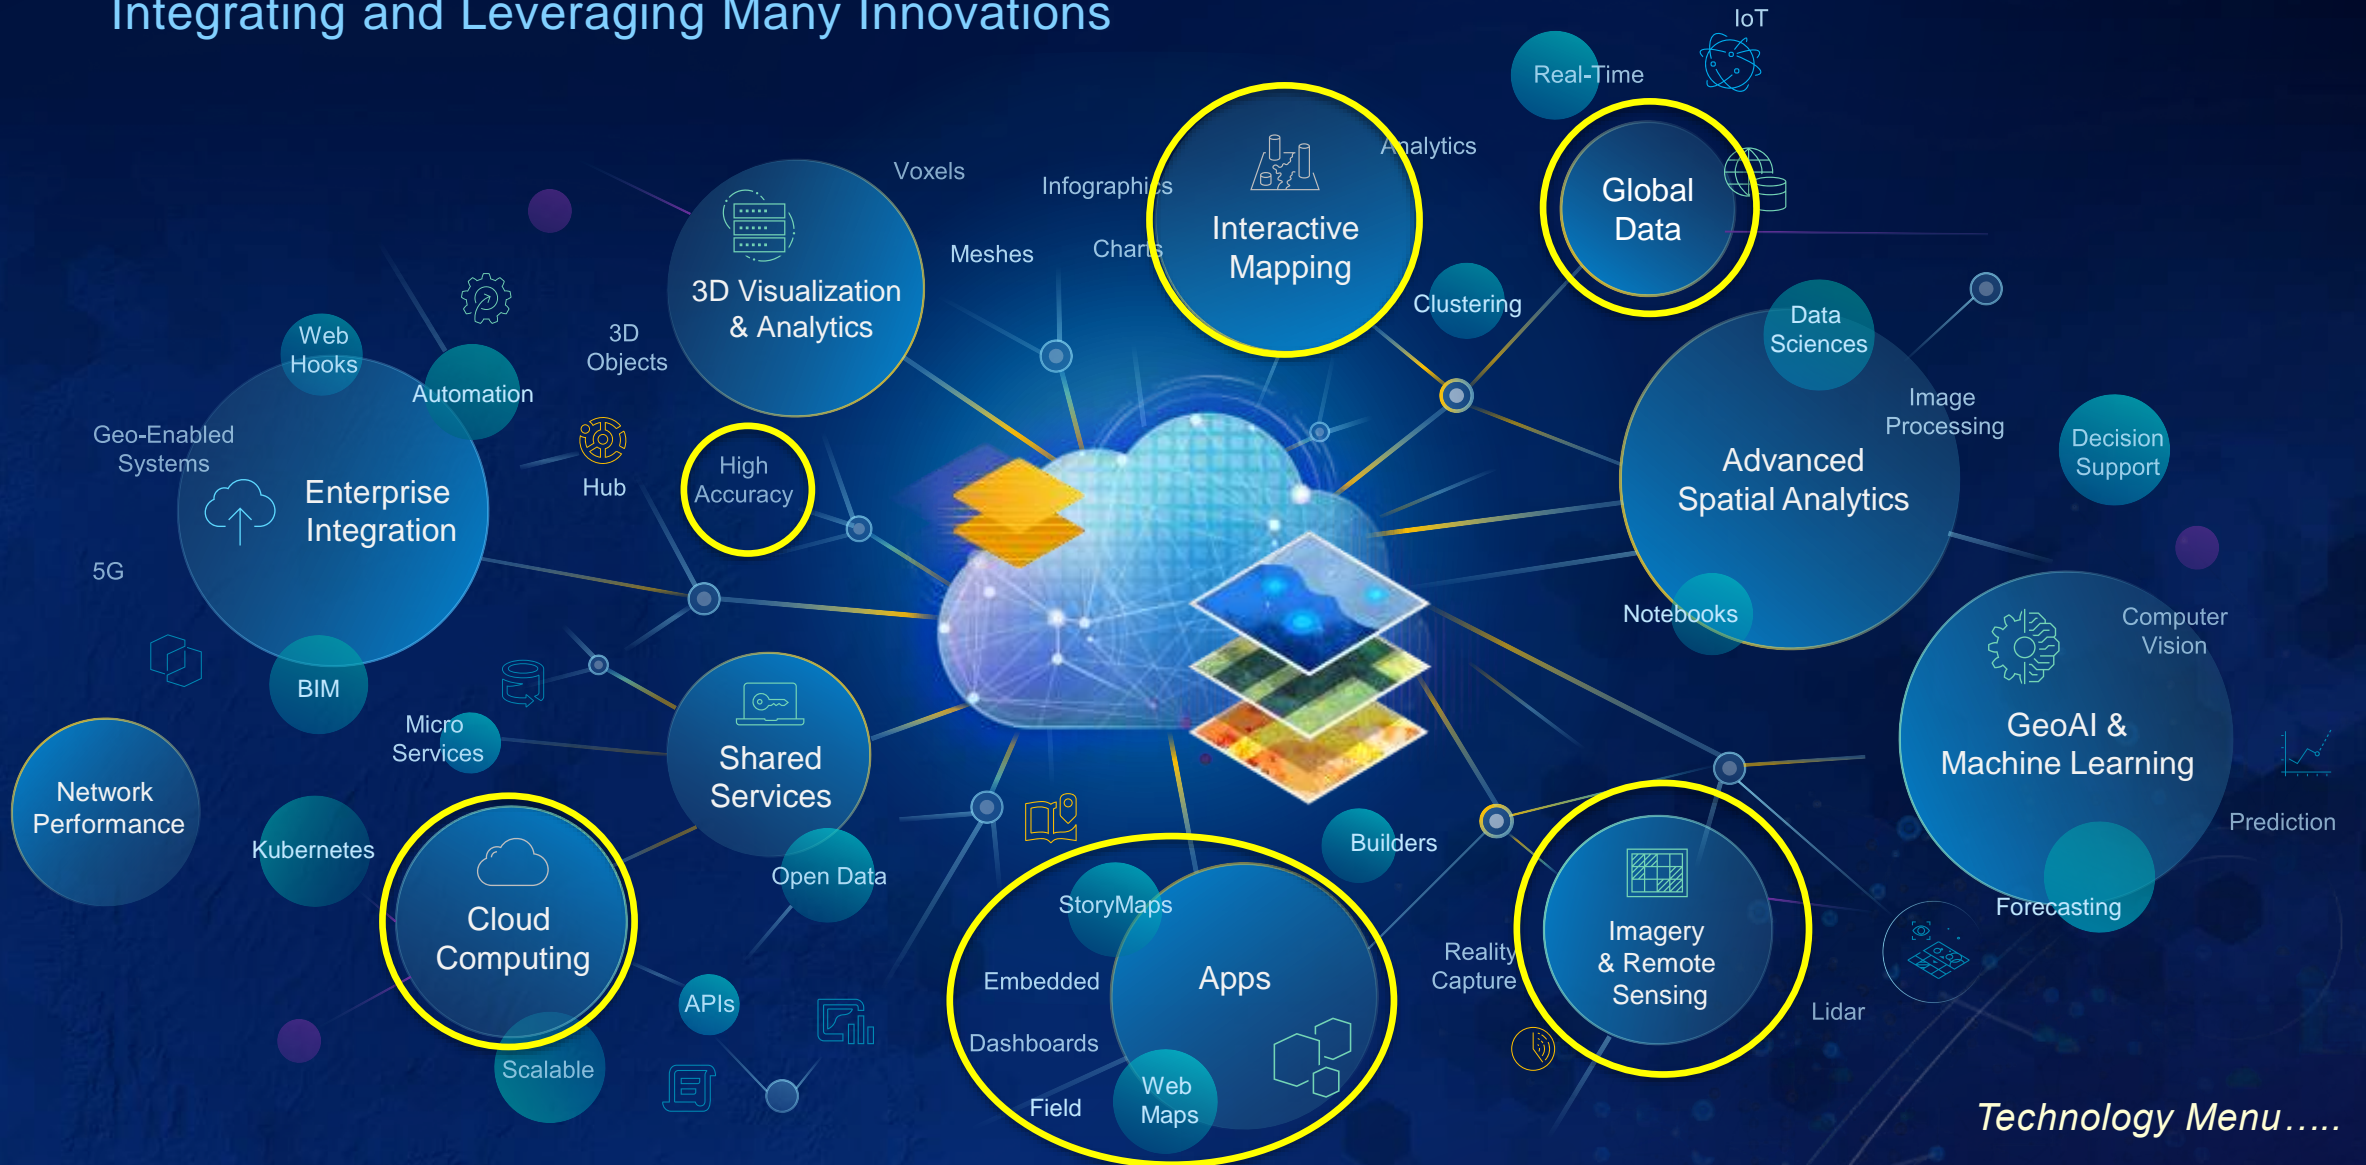 Integrating and Leveraging Many Innovations
IoT
Real-Time
Analytics
Voxels
Infographics
Meshes
Charts
Interactive
Mapping
Global
Data
Clustering
3D Visualization
& Analytics
3D
Objects
Web
Hooks
Automation
Data
Sciences
Image
Processing
Decision
Support
Geo-Enabled
Systems
Enterprise
Integration
Hub
High
Accuracy
Advanced
Spatial Analytics
5G
BIM
Notebooks
Computer
Vision
GeoAI &
Machine Learning
Micro
Services
Shared
Services
Network
Performance
Kubernetes
Cloud
Computing
Open Data
Builders
Prediction
Forecasting
StoryMaps
Embedded
Apps
Dashboards
Field
Web
Maps
Reality
Capture
Imagery
& Remote
Sensing
Lidar
APIs
Scalable
Technology Menu.....